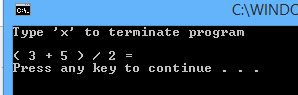 C:\WINDO
Type 'x' to terminate program
( 3 + 5 ) / 2 =
Press any key to continue . . .